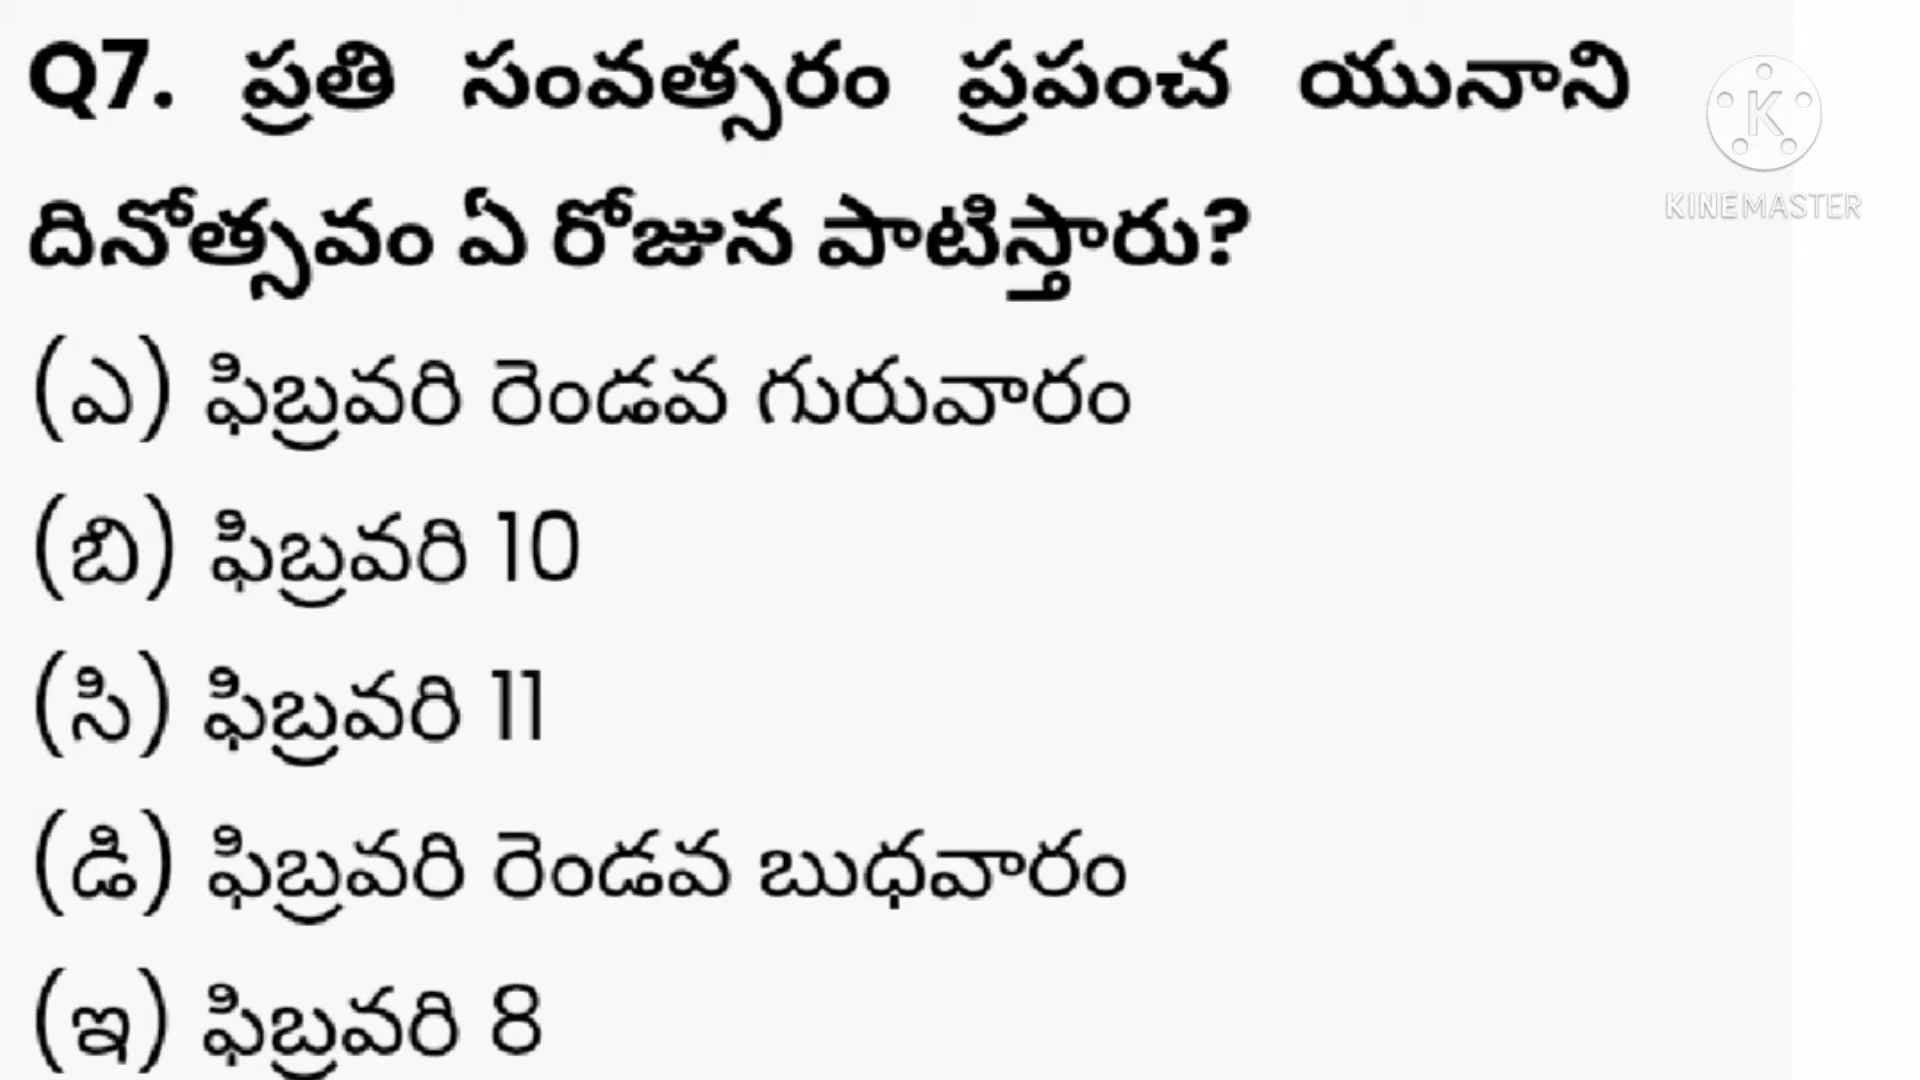 Q7. ప్రతి సంవత్సరం ప్రపంచ యునాని
దినోత్సవం ఏ రోజున పాటిస్తారు?
(ఎ) ఫిబ్రవరి రెండవ గురువారం
(బి) ఫిబ్రవరి 10
(సి) ఫిబ్రవరి 11
(డి) ఫిబ్రవరి రెండవ బుధవారం
(ఇ) ఫిబ్రవరి 8
K
KINEMASTER